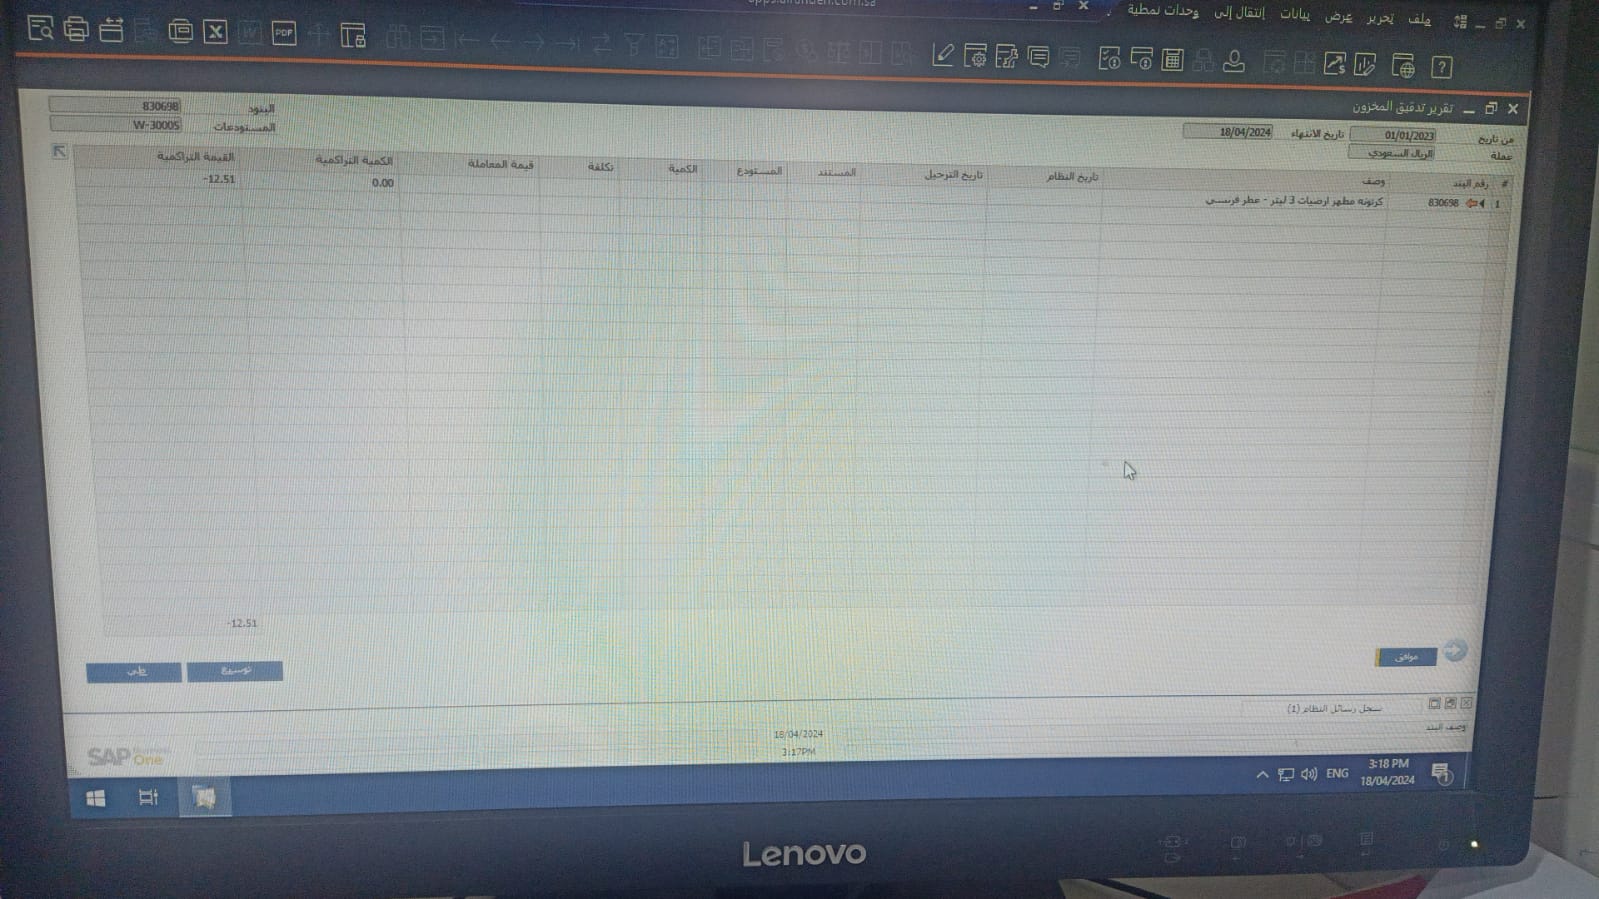 ملف تحرير عرض بيانات إنتقال إلى وحدات نمطية
W X PDF
تقرير تدقيق المخزون
من تاريخ 01/01/2023 تاريخ الانتهاء 18/04/2024
عملة الريال السعودي
البنود 830698
المستودعات W-30005
# رقم البند وصف تاريخ النظام تاريخ الترحيل المستند المستودع الكمية تكلفة قيمة المعاملة الكمية التراكمية القيمة التراكمية
0.00 -12.51
1 830698 كرتونه مطهر ارضيات 3 ليتر - عطر فرنسي
-12.51
موافق توسيع طي
سجل رسائل النظام (1)
وصف البند
18/04/2024
3:17PM
SAP Business One
ENG 3:18 PM
18/04/2024
1
Lenovo